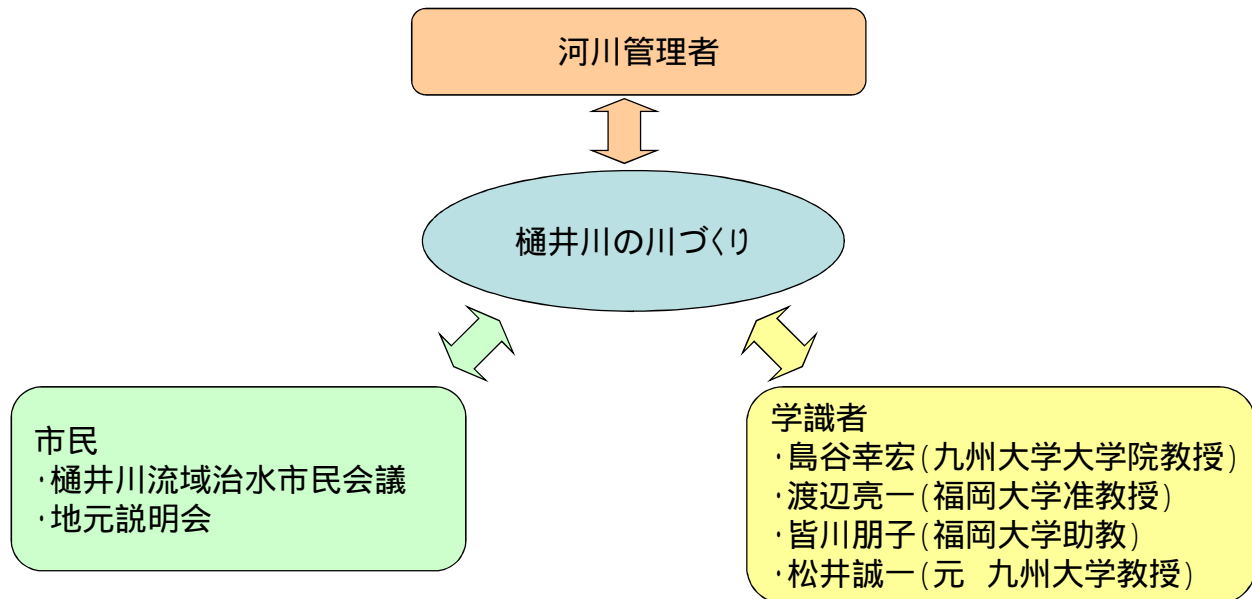 河川管理者
樋井川の川づくり
市民
・樋井川流域治水市民会議
・地元説明会
学識者
・島谷幸宏(九州大学大学院教授)
・渡辺亮一(福岡大学准教授)
・皆川朋子(福岡大学助教)
・松井誠一(元 九州大学教授)